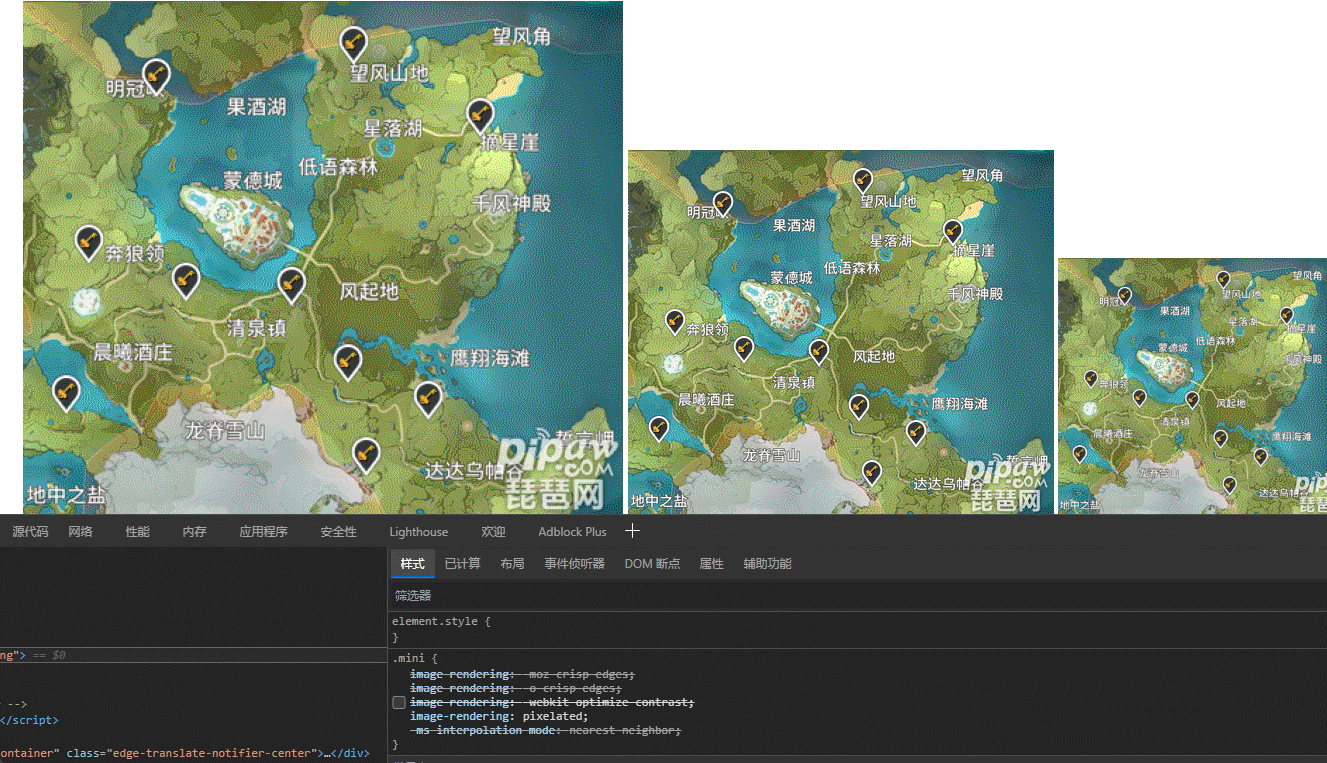 望风角
望风山地
明冠
果酒湖
星落湖
摘星崖
低语森林
蒙德城
千风神殿
奔狼领
风起地
清泉镇
晨曦酒庄
鹰翔海滩
龙脊雪山
誓言岬
达达乌帕谷
地中之盐
pipaw
.COM
琵琶网
望风角
望风山地
明冠
果酒湖
星落湖
摘星崖
低语森林
蒙德城
千风神殿
奔狼领
风起地
清泉镇
晨曦酒庄
鹰翔海滩
龙脊雪山
誓言岬
达达乌帕谷
地中之盐
pipaw
.COM
琵琶网
望风角
望风山地
明冠
果酒湖
星落湖
摘星崖
低语森林
蒙德城
千风神殿
奔狼领
风起地
清泉镇
晨曦酒庄
鹰翔海滩
龙脊雪山
达达乌帕
地中之盐
源代码 网络 性能 内存 应用程序 安全性 Lighthouse 欢迎 Adblock Plus +
样式 已计算 布局 事件侦听器 DOM 断点 属性 辅助功能
筛选器
element.style {
}
ng"> == $0
.mini {
image-rendering: -moz-crisp-edges;
image-rendering: -o-crisp-edges;
image-rendering: -webkit-optimize-contrast;
image-rendering: pixelated;
-ms-interpolation-mode: nearest-neighbor;
}
-->
</script>
ontainer" class="edge-translate-notifier-center">…</div>